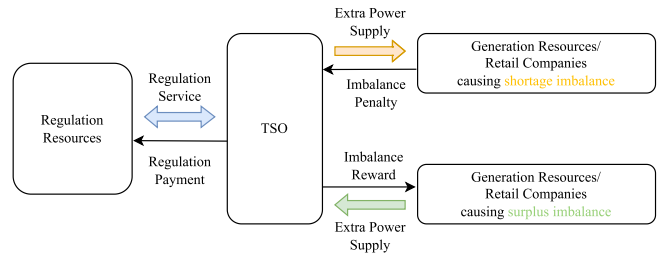 Extra Power
Supply
Generation Resources/
Retail Companies
causing shortage imbalance
Imbalance
Penalty
Regulation
Service
Regulation
Resources
TSO
Regulation
Payment
Imbalance
Reward
Generation Resources/
Retail Companies
causing surplus imbalance
Extra Power
Supply